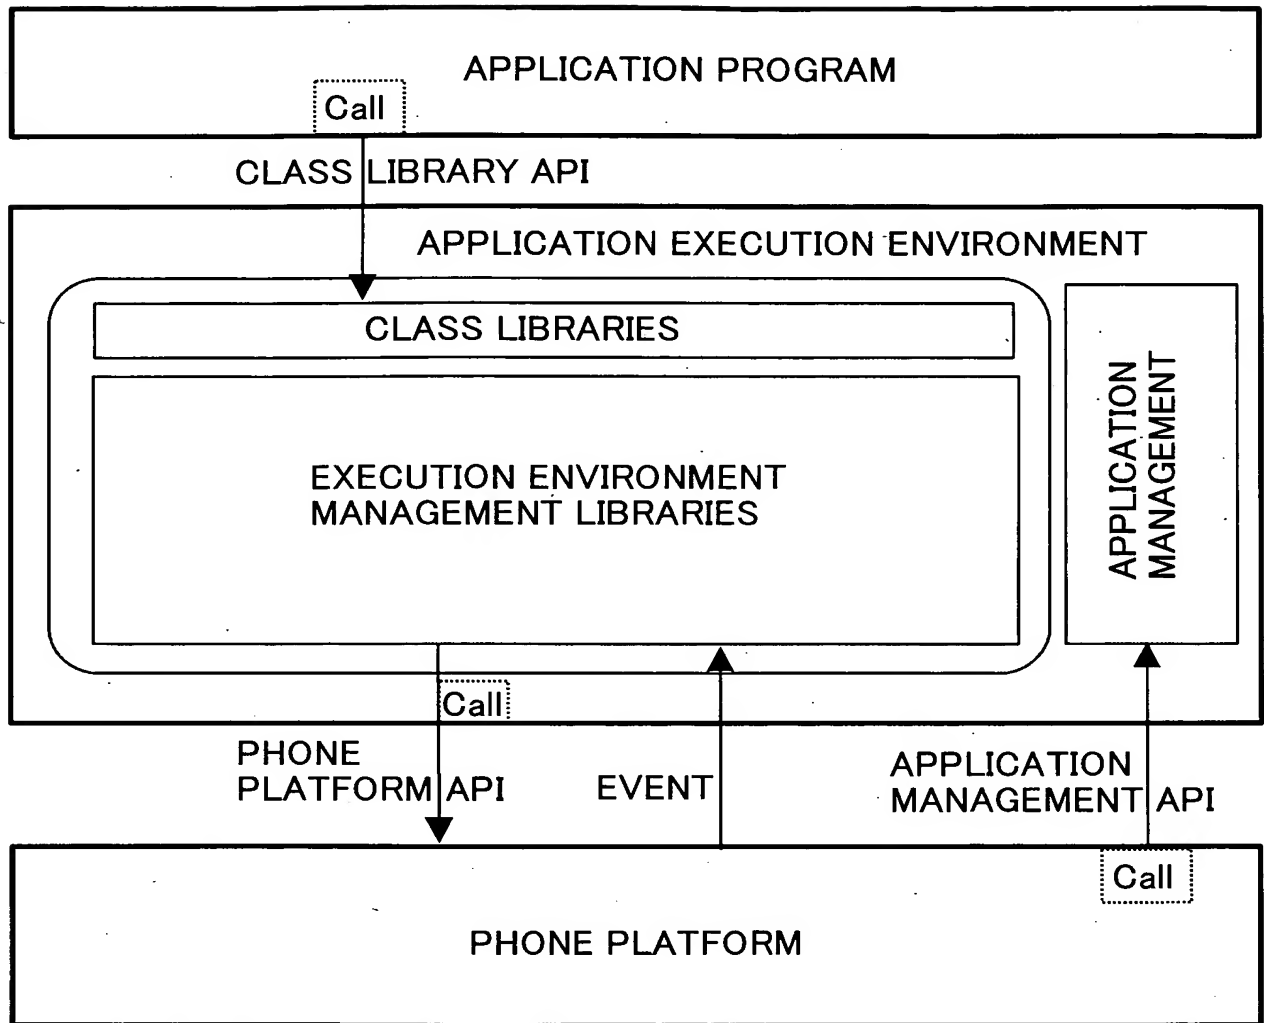 APPLICATION PROGRAM
Call
CLASS LIBRARY API
APPLICATION EXECUTION ENVIRONMENT
CLASS LIBRARIES
EXECUTION ENVIRONMENT
MANAGEMENT LIBRARIES
APPLICATION
MANAGEMENT
Call
PHONE
PLATFORM API
EVENT
APPLICATION
MANAGEMENT API
Call
PHONE PLATFORM